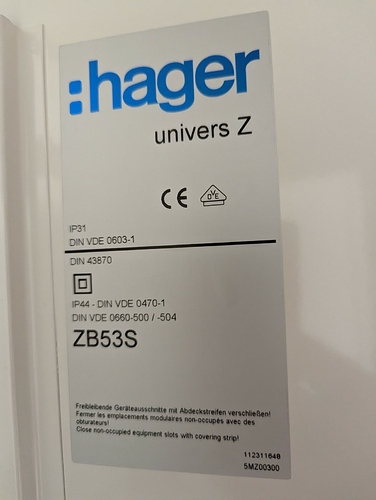 :hager
univers Z
CE DVE
IP31
DIN VDE 0603-1
DIN 43870
IP44 - DIN VDE 0470-1
DIN VDE 0660-500 / -504
ZB53S
Freibleibende Geräteausschnitte mit Abdeckstreifen verschließen!
Fermer les emplacements modulaires non-occupés avec des
obturateurs!
Close non-occupied equipment slots with covering strip!
112311648
5MZ00300